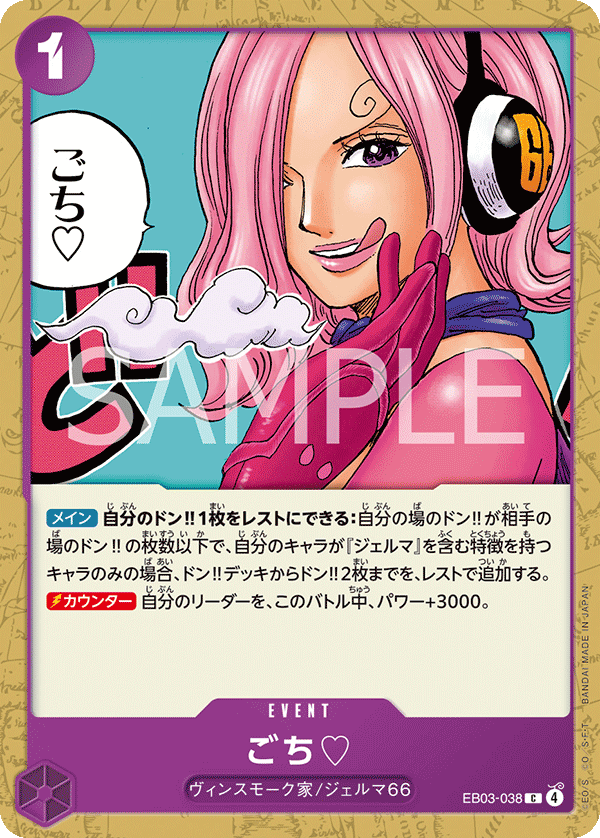 1
ごち♡
SAMPLE
メイン 自分のドン!!1枚をレストにできる:自分の場のドン!!が相手の
場のドン!!の枚数以下で、自分のキャラが『ジェルマ』を含む特徴を持つ
キャラのみの場合、ドン!!デッキからドン!!2枚までを、レストで追加する。
カウンター 自分のリーダーを、このバトル中、パワー+3000。
EVENT
ごち♡
ヴィンスモーク家/ジェルマ66
EB03-038 C 4
BANDAI MADE IN JAPAN